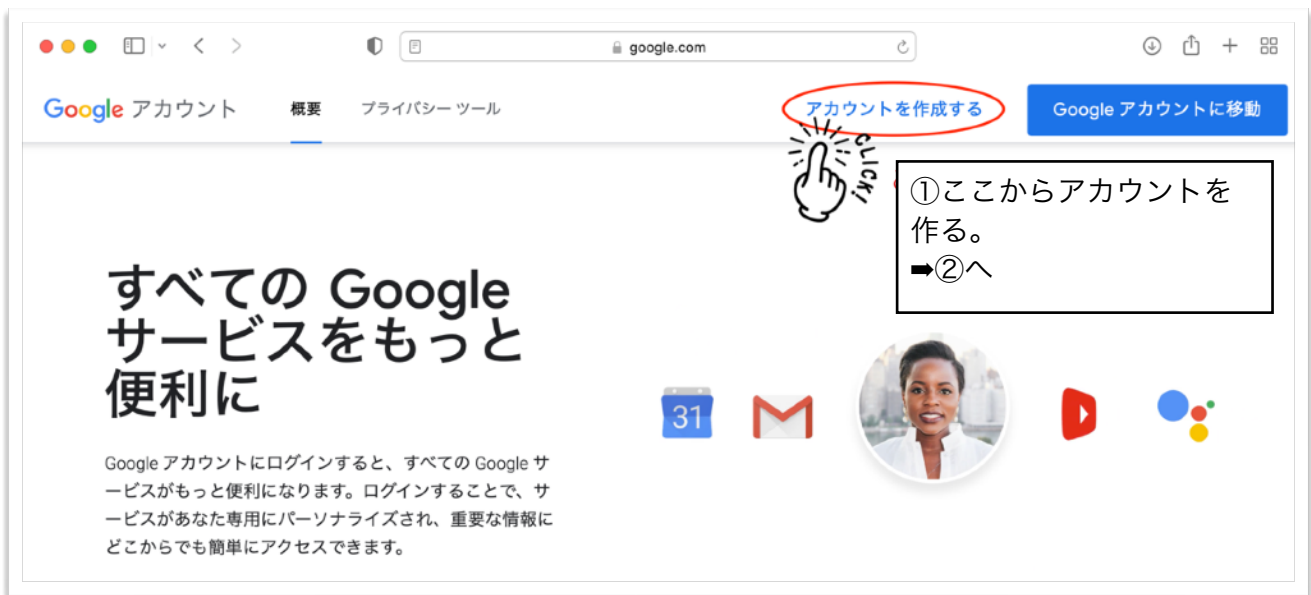 google.com
Google アカウント 概要 プライバシー ツール アカウントを作成する Google アカウントに移動
CLICK!
①ここからアカウントを
作る。
➡②へ
すべての Google
サービスをもっと
便利に
31
Google アカウントにログインすると、すべての Google サ
ービスがもっと便利になります。ログインすることで、サ
ービスがあなた専用にパーソナライズされ、重要な情報に
どこからでも簡単にアクセスできます。